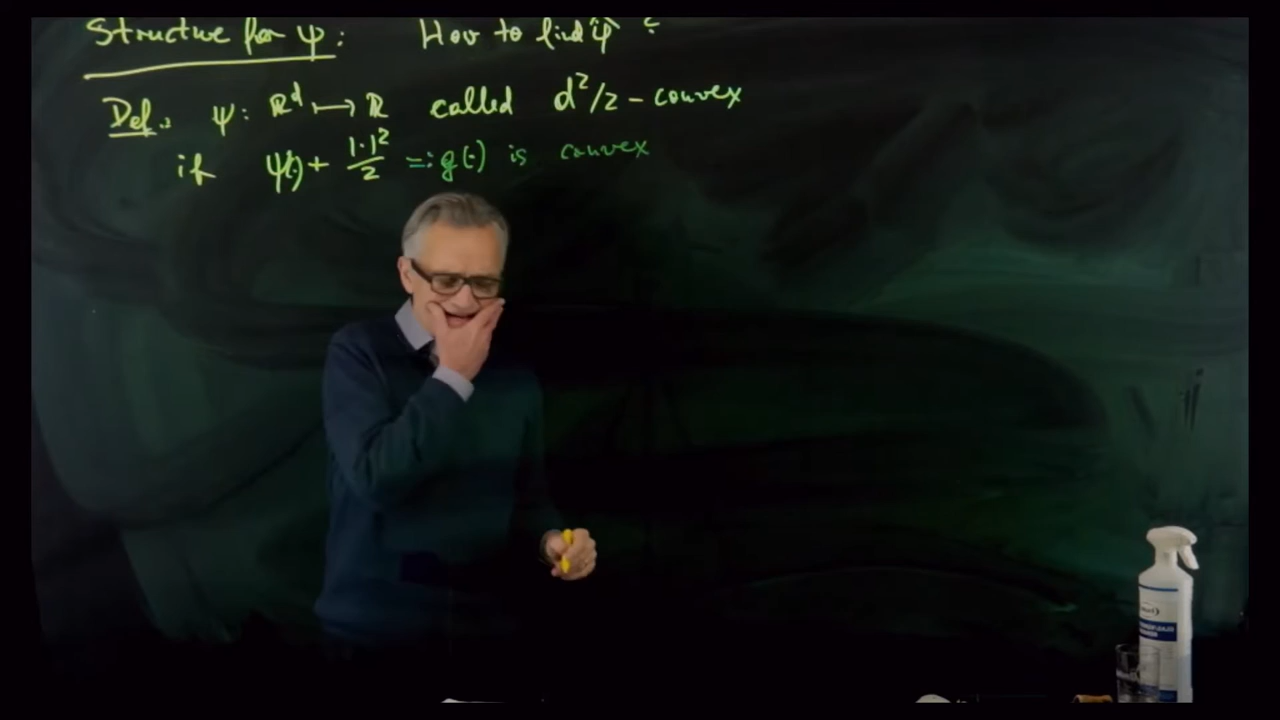 Structure for ψ: How to find "ψ"?
Def.: ψ: ℝᵈ ↦ ℝ called d²/2 - convex
if ψ(·) + |·|²/2 =: g(·) is convex